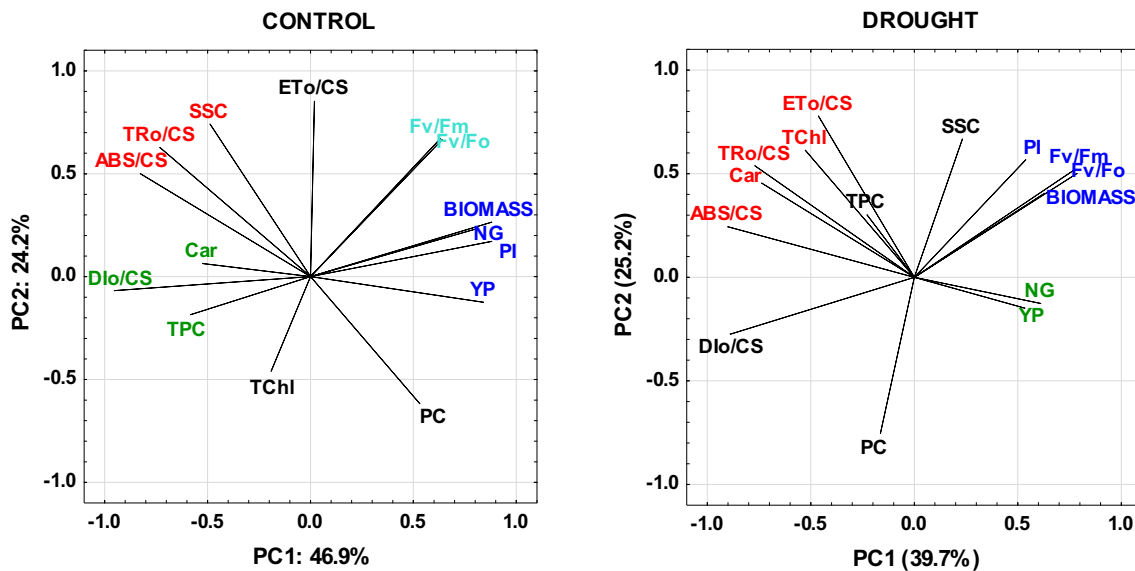 CONTROL
1.0
0.5
0.0
-0.5
-1.0
PC2: 24.2%
ETo/CS
SSC
TRo/CS
ABS/CS
Fv/Fm
Fv/Fo
BIOMASS
NG
PI
Car
DIo/CS
YP
TPC
TChl
PC
-1.0 -0.5 0.0 0.5 1.0
PC1: 46.9%
DROUGHT
1.0
0.5
0.0
-0.5
-1.0
PC2 (25.2%)
ETo/CS
TChl
SSC
PI
TRo/CS
Fv/Fm
Car
Fv/Fo
TPC
BIOMASS
ABS/CS
NG
YP
DIo/CS
PC
-1.0 -0.5 0.0 0.5 1.0
PC1 (39.7%)